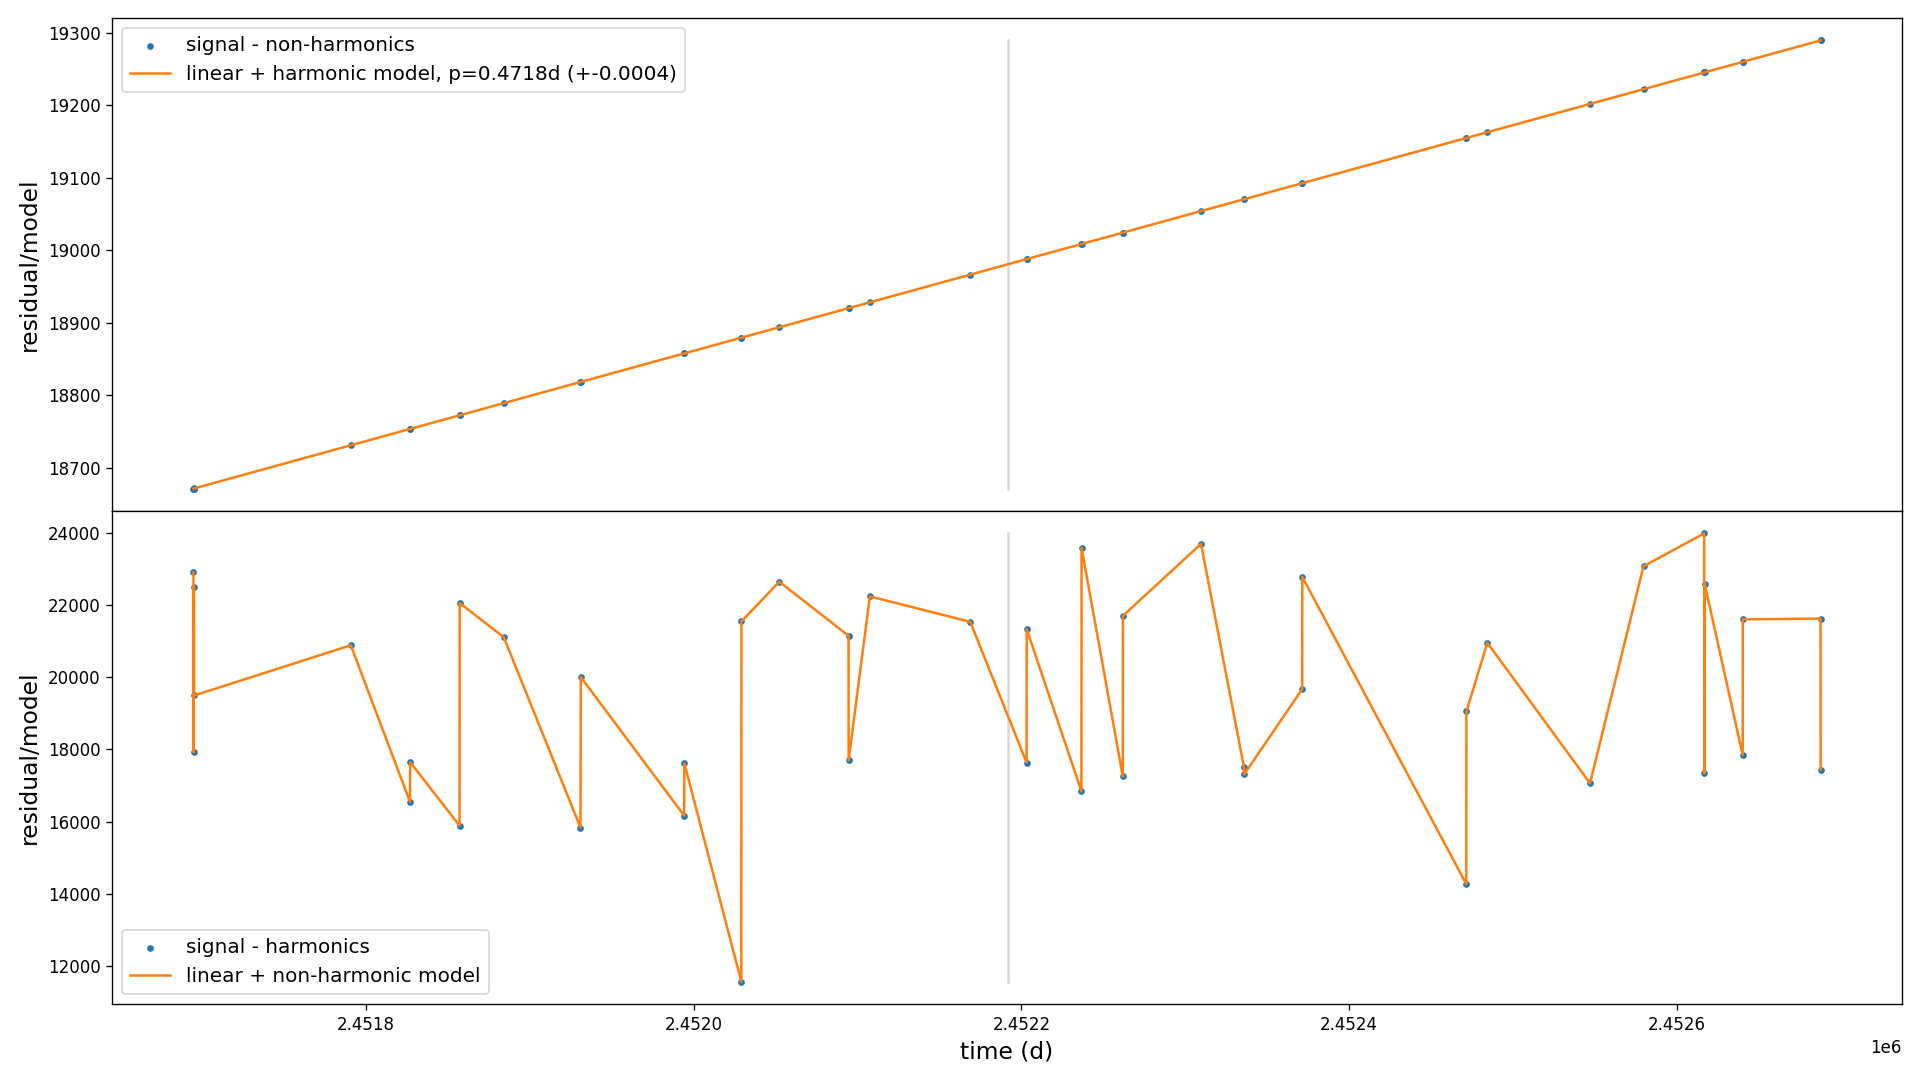 19300
19200
19100
19000
18900
18800
18700
residual/model
signal - non-harmonics
linear + harmonic model, p=0.4718d (+-0.0004)
24000
22000
20000
18000
16000
14000
12000
residual/model
signal - harmonics
linear + non-harmonic model
2.4518 2.4520 2.4522 2.4524 2.4526
time (d)
1e6